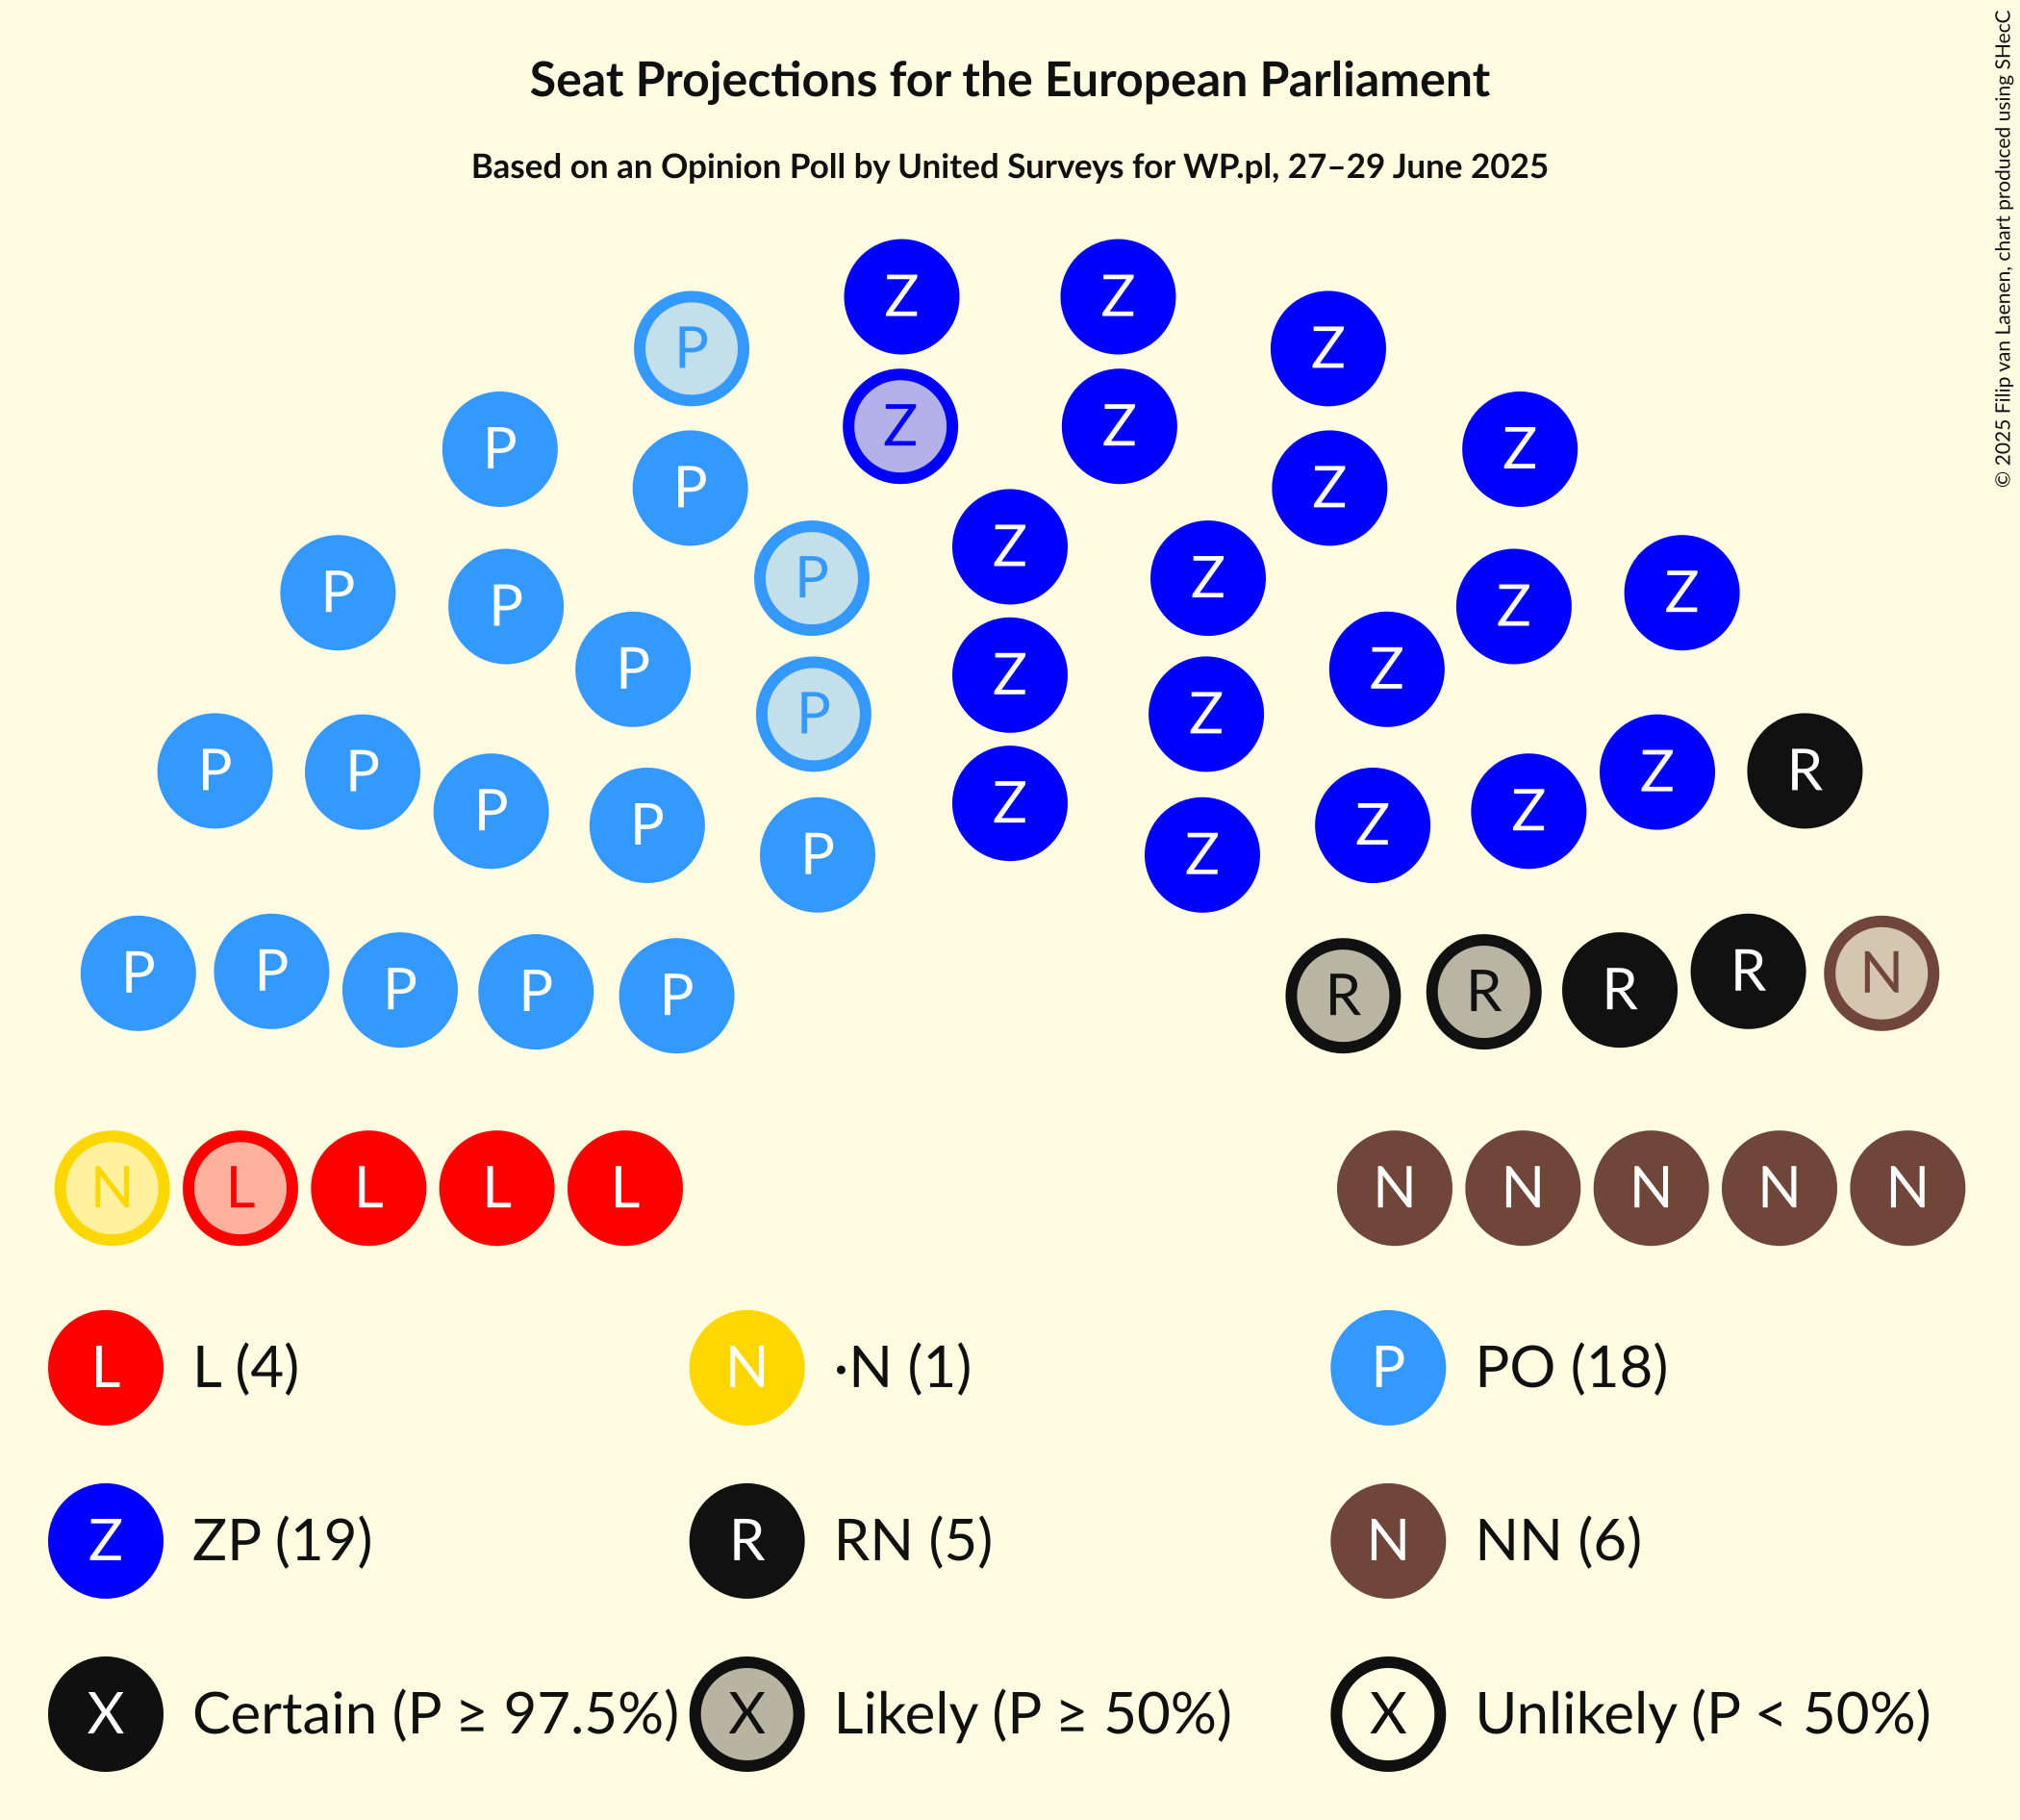 Seat Projections for the European Parliament
Based on an Opinion Poll by United Surveys for WP.pl, 27–29 June 2025
© 2025 Filip van Laenen, chart produced using SHecC
Z Z
P Z
Z Z
P Z
P Z Z
Z
P Z
P Z
P P Z Z
P Z
Z
P Z
P P Z R
P Z Z
P Z
P Z
P P R N
P P P R R R
N L L L L N N N N N
L L (4) N ·N (1) P PO (18)
Z ZP (19) R RN (5) N NN (6)
X Certain (P ≥ 97.5%) X Likely (P ≥ 50%) X Unlikely (P < 50%)